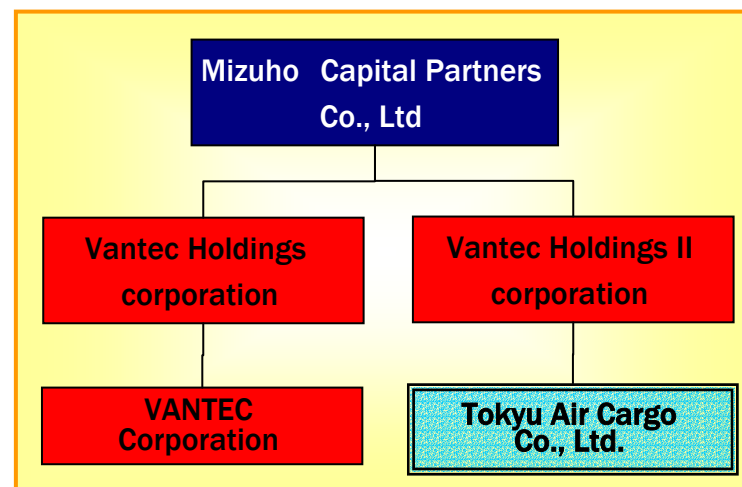 Mizuho Capital Partners
Co., Ltd
Vantec Holdings
corporation
Vantec Holdings II
corporation
VANTEC
Corporation
Tokyu Air Cargo
Co., Ltd.